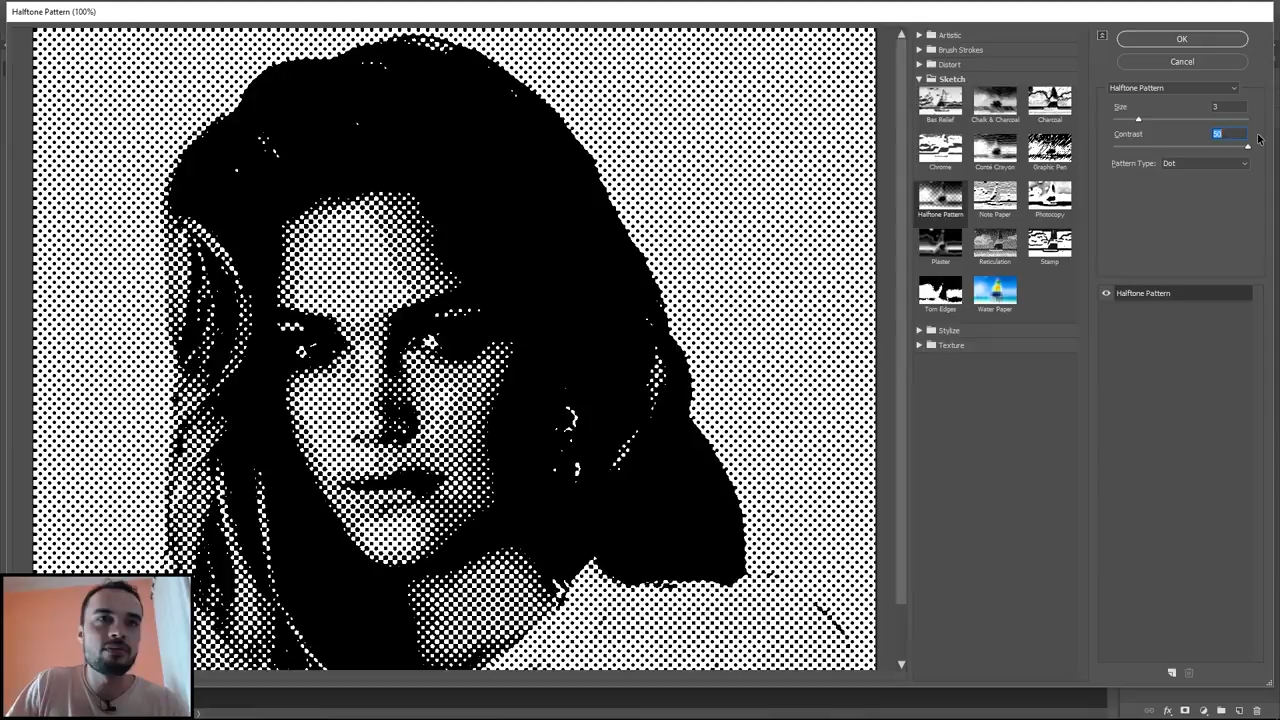 Halftone Pattern (100%)
Artistic
Brush Strokes
Distort
Sketch
Bas Relief
Chalk & Charcoal
Charcoal
Chrome
Conté Crayon
Graphic Pen
Halftone Pattern
Note Paper
Photocopy
Plaster
Reticulation
Stamp
Torn Edges
Water Paper
Stylize
Texture
OK
Cancel
Halftone Pattern
Size
3
Contrast
50
Pattern Type:
Dot
Halftone Pattern
fx